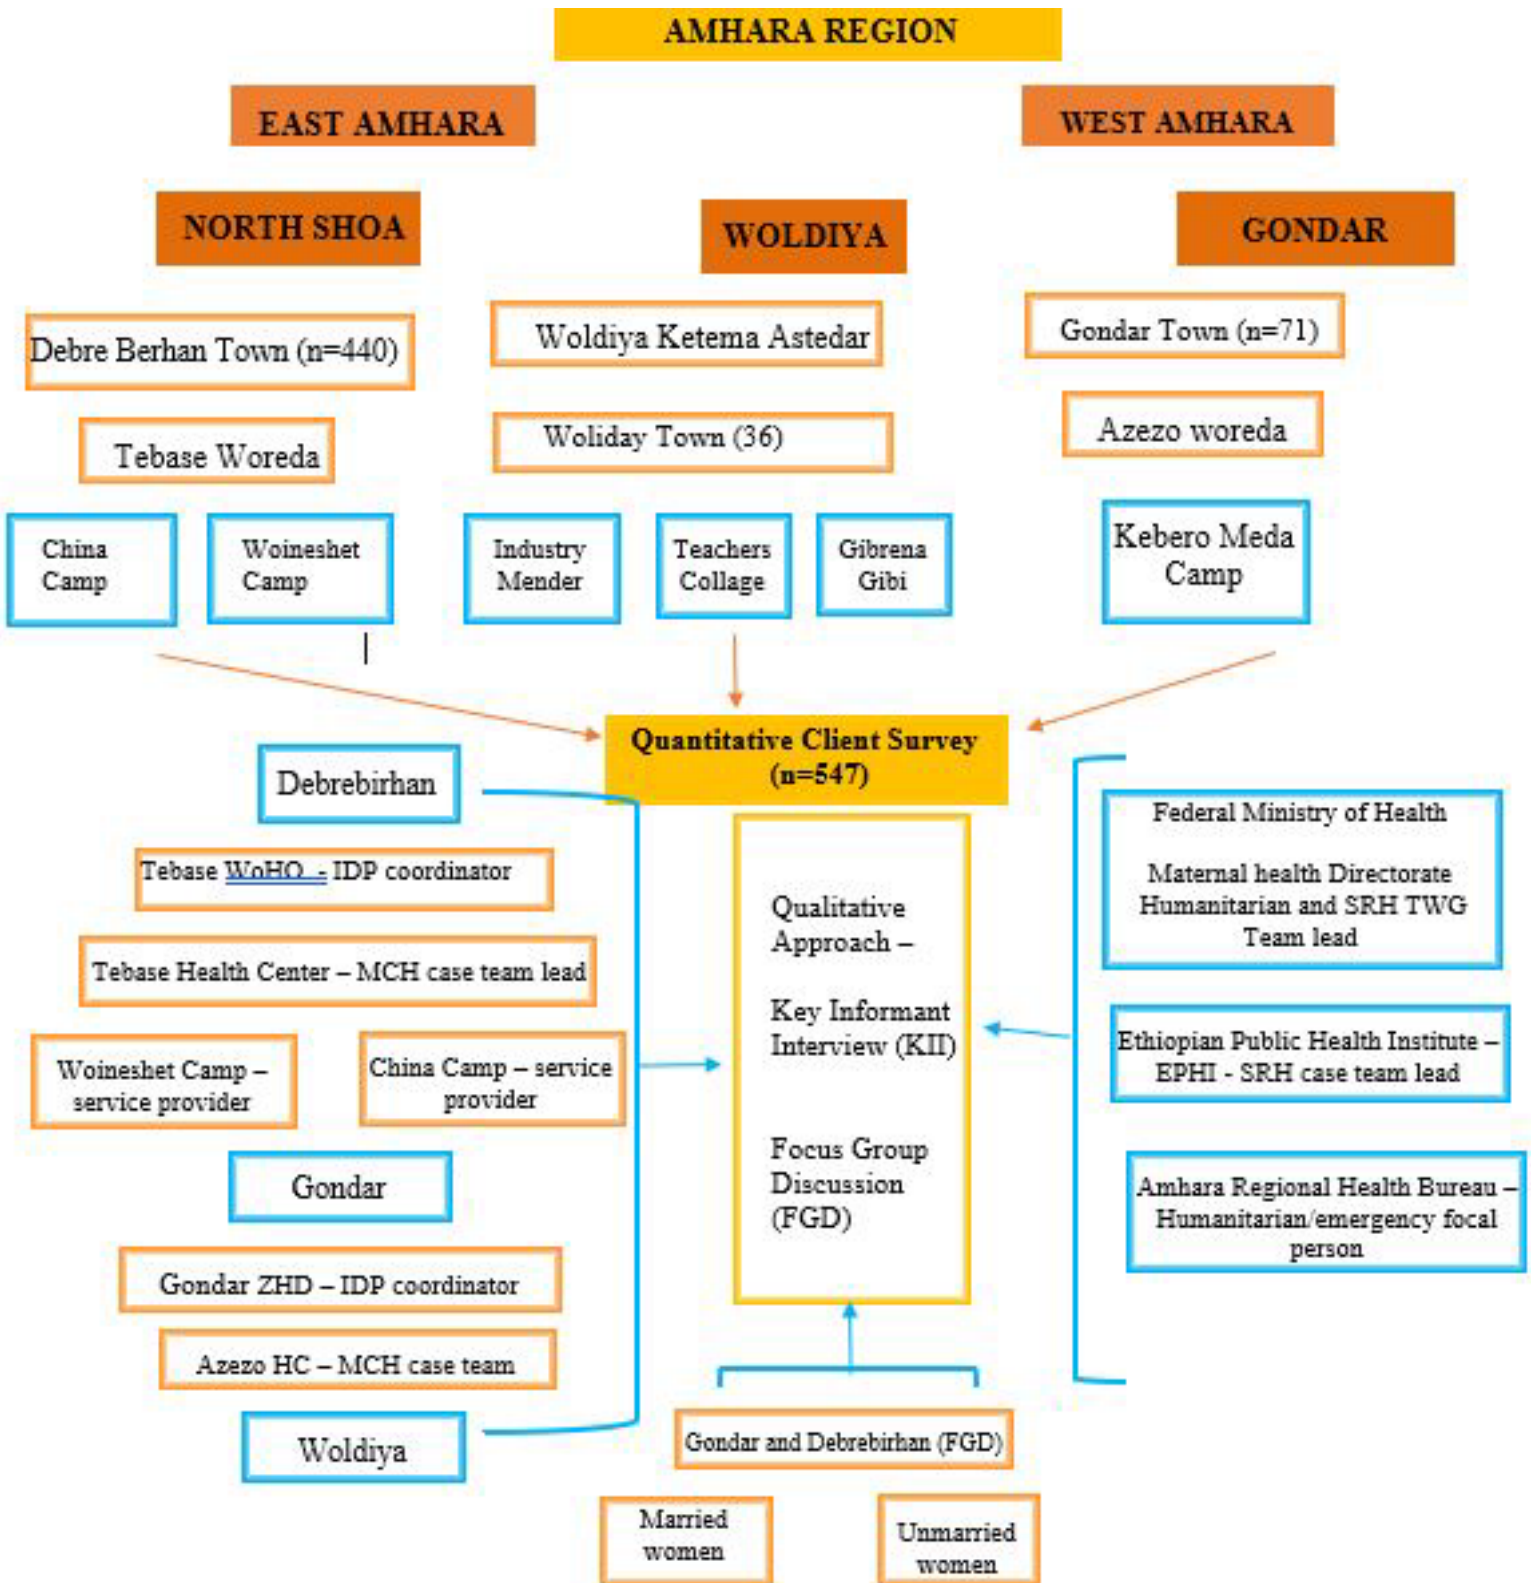 AMHARA REGION
EAST AMHARA
WEST AMHARA
NORTH SHOA
WOLDIYA
GONDAR
Debre Berhan Town (n=440)
Woldiya Ketema Astedar
Gondar Town (n=71)
Tebase Woreda
Woliday Town (36)
Azezo woreda
China
Camp
Woineshet
Camp
Industry
Mender
Teachers
Collage
Gibrena
Gibi
Kebero Meda
Camp
Quantitative Client Survey
(n=547)
Debrebirhan
Tebase WoHO - IDP coordinator
Tebase Health Center – MCH case team lead
Woineshet Camp –
service provider
China Camp – service
provider
Gondar
Gondar ZHD – IDP coordinator
Azezo HC – MCH case team
Woldiya
Qualitative
Approach –
Key Informant
Interview (KII)
Focus Group
Discussion
(FGD)
Federal Ministry of Health
Maternal health Directorate
Humanitarian and SRH TWG
Team lead
Ethiopian Public Health Institute –
EPHI - SRH case team lead
Amhara Regional Health Bureau –
Humanitarian/emergency focal
person
Gondar and Debrebirhan (FGD)
Married
women
Unmarried
women